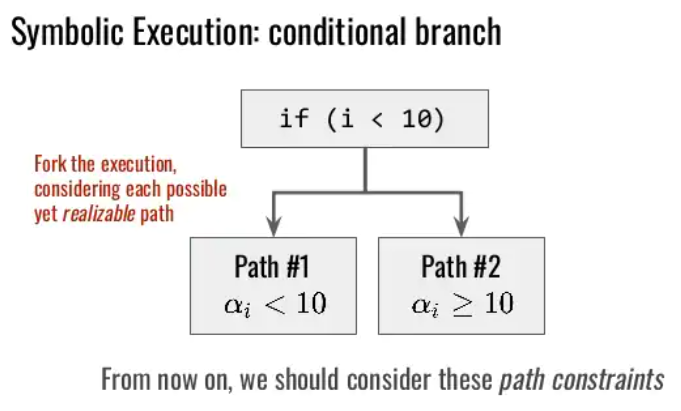 Symbolic Execution: conditional branch
if (i < 10)
Fork the execution,
considering each possible
yet realizable path
Path #1
αᵢ < 10
Path #2
αᵢ ≥ 10
From now on, we should consider these path constraints